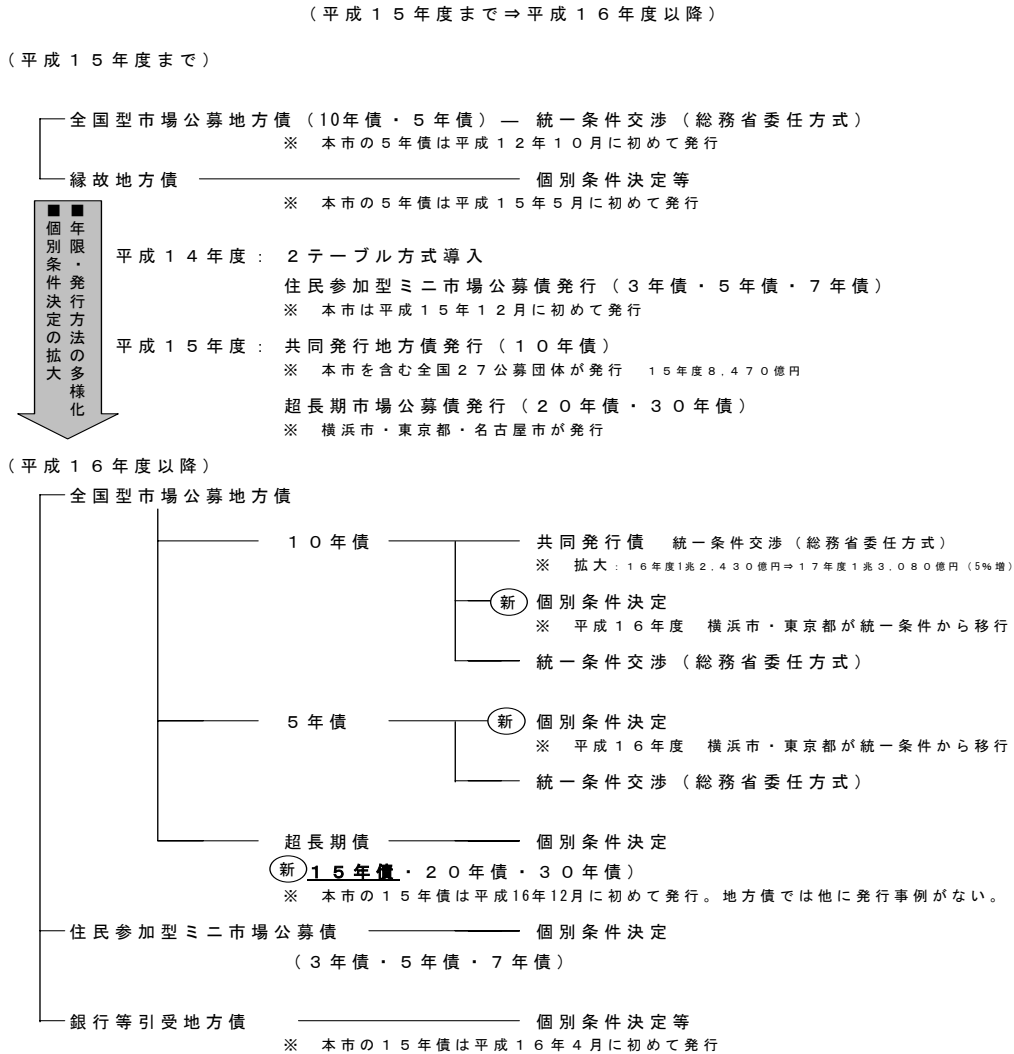 （平成１５年度まで⇒平成１６年度以降）
（平成１５年度まで）
全国型市場公募地方債（10年債・５年債）― 統一条件交渉（総務省委任方式）
※ 本市の５年債は平成１２年１０月に初めて発行
縁故地方債 個別条件決定等
※ 本市の５年債は平成１５年５月に初めて発行
■年限・発行方法の多様化
■個別条件決定の拡大
平成１４年度： ２テーブル方式導入
住民参加型ミニ市場公募債発行（３年債・５年債・７年債）
※ 本市は平成１５年１２月に初めて発行
平成１５年度： 共同発行地方債発行（１０年債）
※ 本市を含む全国２７公募団体が発行 １５年度８,４７０億円
超長期市場公募債発行（２０年債・３０年債）
※ 横浜市・東京都・名古屋市が発行
（平成１６年度以降）
全国型市場公募地方債
１０年債 共同発行債 統一条件交渉（総務省委任方式）
※ 拡大：１６年度1兆２,４３０億円⇒１７年度１兆３,０８０億円（5%増）
新 個別条件決定
※ 平成１６年度 横浜市・東京都が統一条件から移行
統一条件交渉（総務省委任方式）
５年債 新 個別条件決定
※ 平成１６年度 横浜市・東京都が統一条件から移行
統一条件交渉（総務省委任方式）
超長期債 個別条件決定
新 １５年債・２０年債・３０年債）
※ 本市の１５年債は平成16年12月に初めて発行。地方債では他に発行事例がない。
住民参加型ミニ市場公募債 個別条件決定
（３年債・５年債・７年債）
銀行等引受地方債 個別条件決定等
※ 本市の１５年債は平成１６年４月に初めて発行